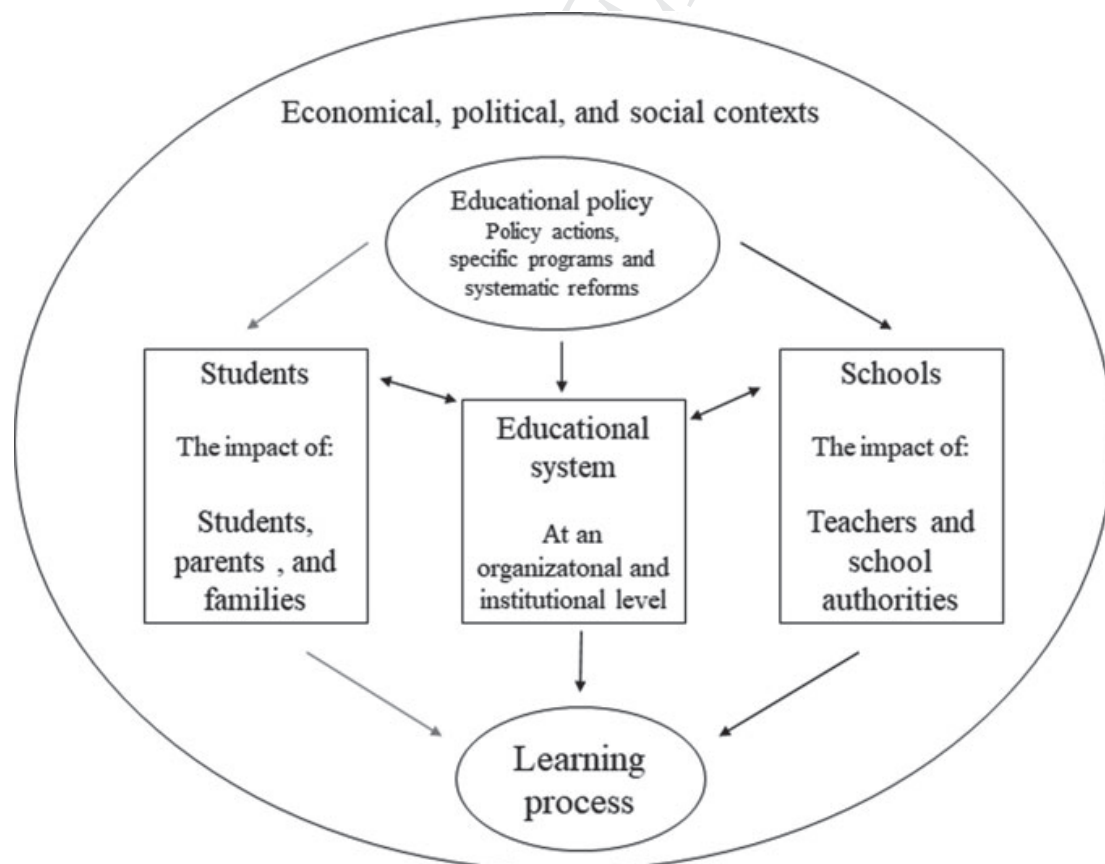 Economical, political, and social contexts
Educational policy
Policy actions,
specific programs and
systematic reforms
Students
The impact of:
Students,
parents , and
families
Educational
system
At an
organizatonal and
institutional level
Schools
The impact of:
Teachers and
school
authorities
Learning
process